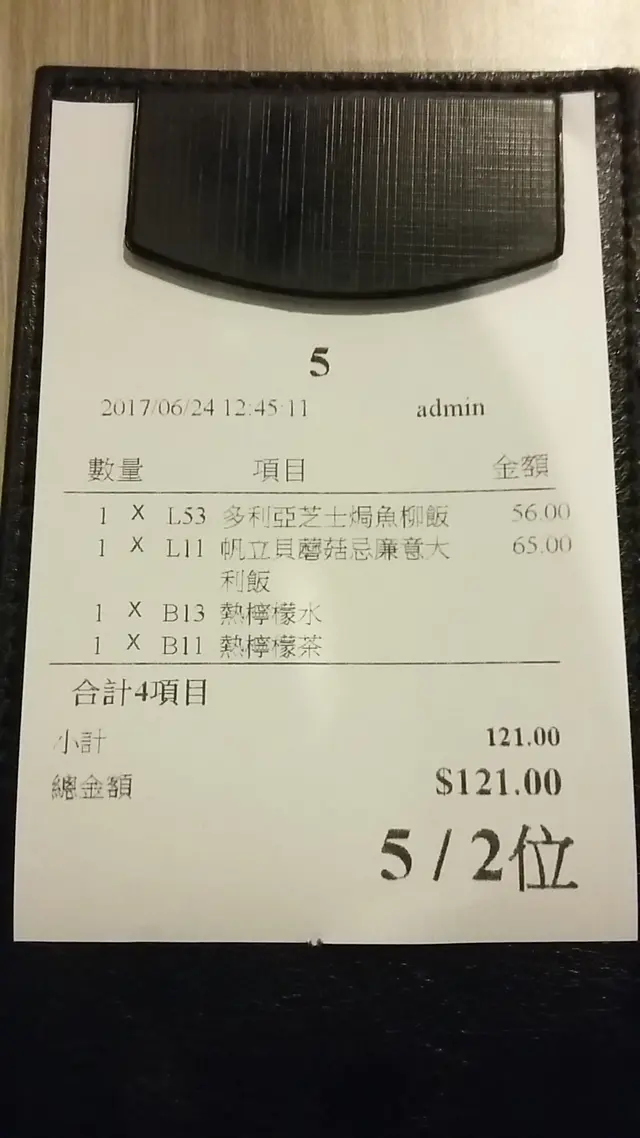 5
2017/06/24 12:45:11 admin
數量 項目 金額
1 X L53 多利亞芝士焗魚柳飯 56.00
1 X L11 帆立貝蘑菇忌廉意大 65.00
利飯
1 X B13 熱檸檬水
1 X B11 熱檸檬茶
合計4項目
小計 121.00
總金額 $121.00
5 / 2位